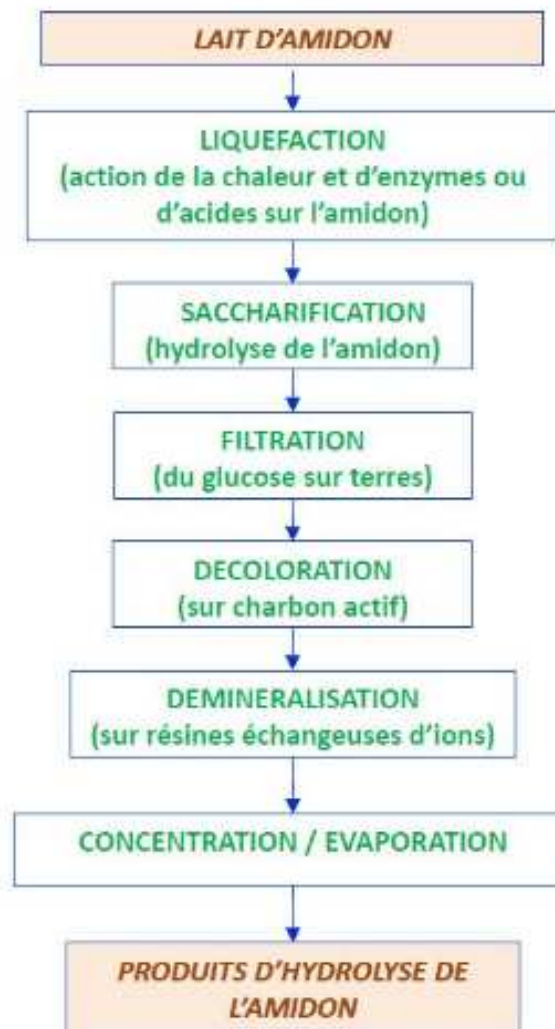 LAIT D'AMIDON
LIQUEFACTION
(action de la chaleur et d'enzymes ou
d'acides sur l'amidon)
SACCHARIFICATION
(hydrolyse de l'amidon)
FILTRATION
(du glucose sur terres)
DECOLORATION
(sur charbon actif)
DEMINERALISATION
(sur résines échangeuses d'ions)
CONCENTRATION / EVAPORATION
PRODUITS D'HYDROLYSE DE
L'AMIDON